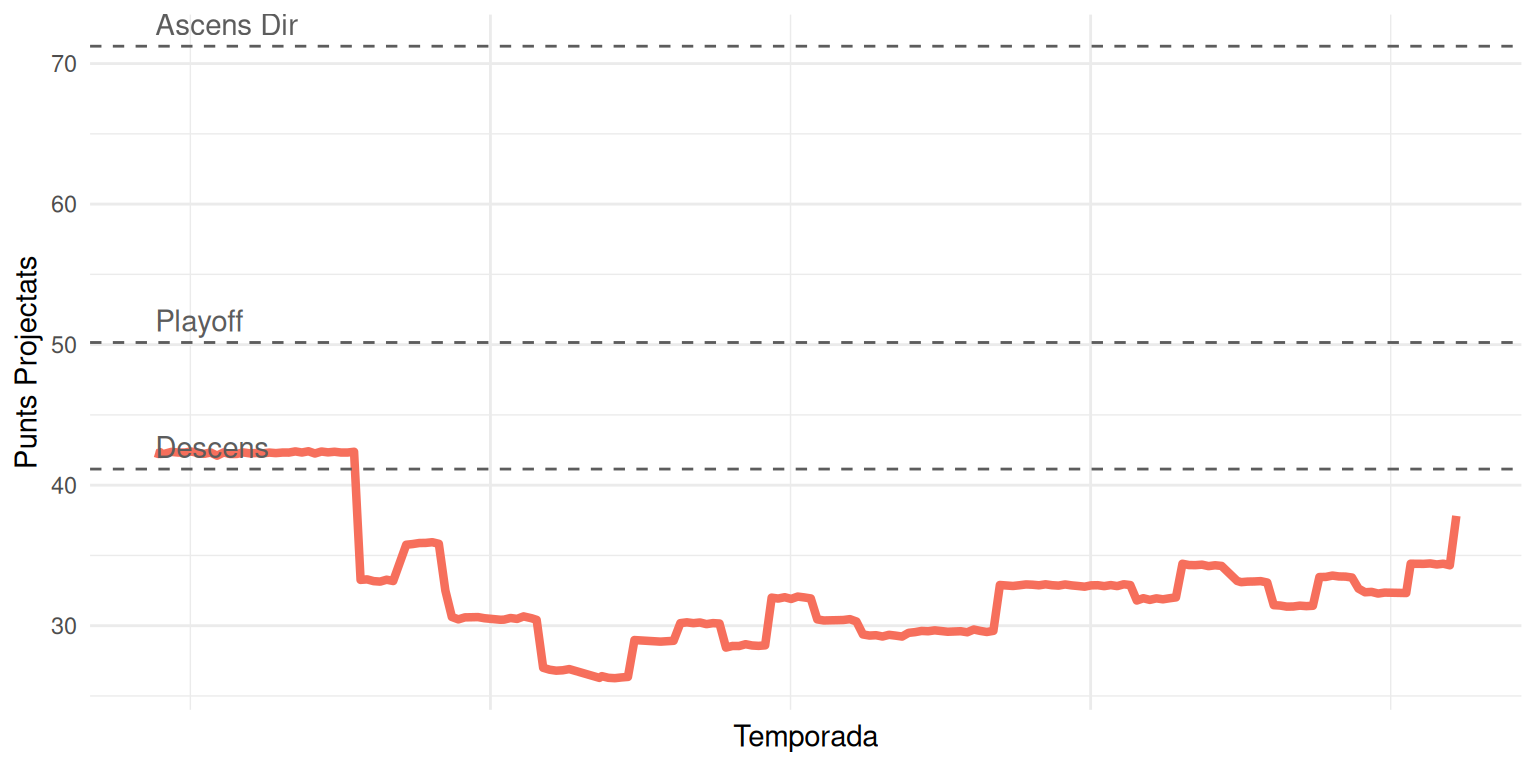 Ascens Dir
70
60
Playoff
50
Descens
40
30
Punts Projectats
Temporada